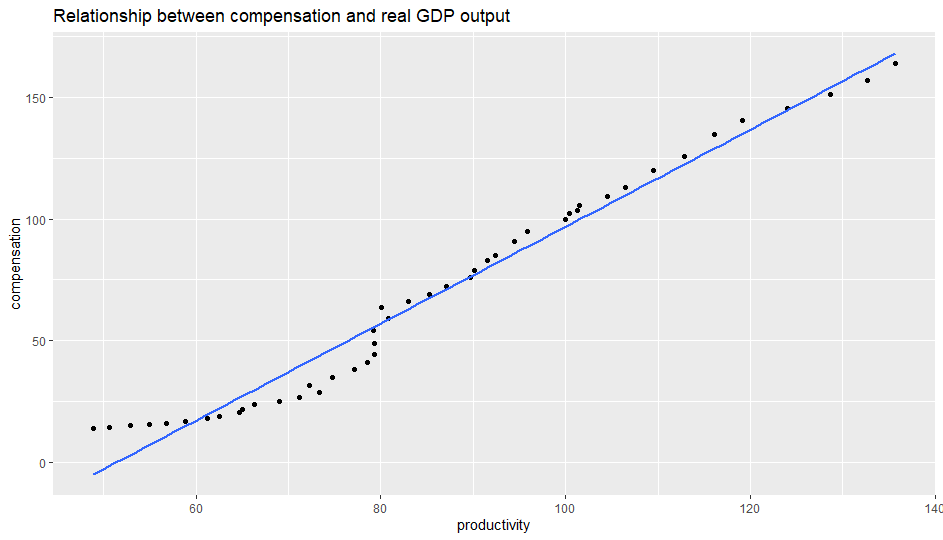 Relationship between compensation and real GDP output
150
100
50
0
compensation
60 80 100 120 140
productivity